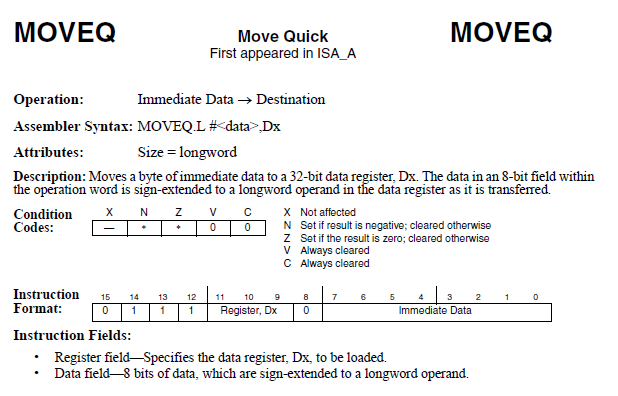 MOVEQ Move Quick MOVEQ
First appeared in ISA_A
Operation: Immediate Data → Destination
Assembler Syntax: MOVEQ.L #<data>,Dx
Attributes: Size = longword
Description: Moves a byte of immediate data to a 32-bit data register, Dx. The data in an 8-bit field within
the operation word is sign-extended to a longword operand in the data register as it is transferred.
Condition X N Z V C X Not affected
Codes: — * * 0 0 N Set if result is negative; cleared otherwise
Z Set if the result is zero; cleared otherwise
V Always cleared
C Always cleared
Instruction 15 14 13 12 11 10 9 8 7 6 5 4 3 2 1 0
Format: 0 1 1 1 Register, Dx 0 Immediate Data
Instruction Fields:
• Register field—Specifies the data register, Dx, to be loaded.
• Data field—8 bits of data, which are sign-extended to a longword operand.